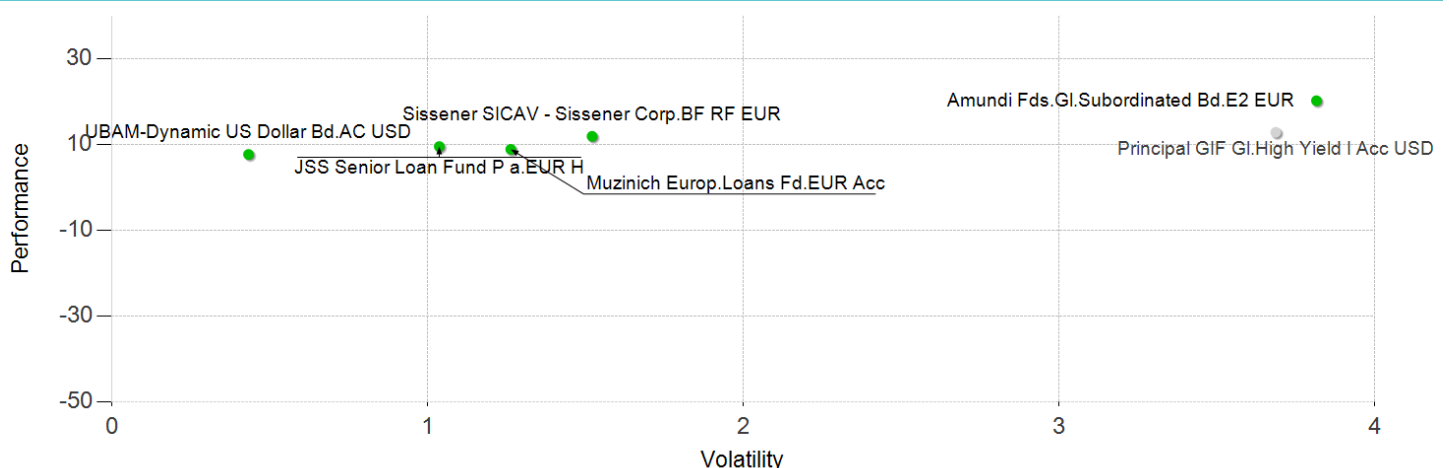 30
10
-10
-30
-50
Performance
Amundi Fds.Gl.Subordinated Bd.E2 EUR
Sissener SICAV - Sissener Corp.BF RF EUR
UBAM-Dynamic US Dollar Bd.AC USD
Principal GIF Gl.High Yield I Acc USD
JSS Senior Loan Fund P a.EUR H
Muzinich Europ.Loans Fd.EUR Acc
0
1
2
3
4
Volatility